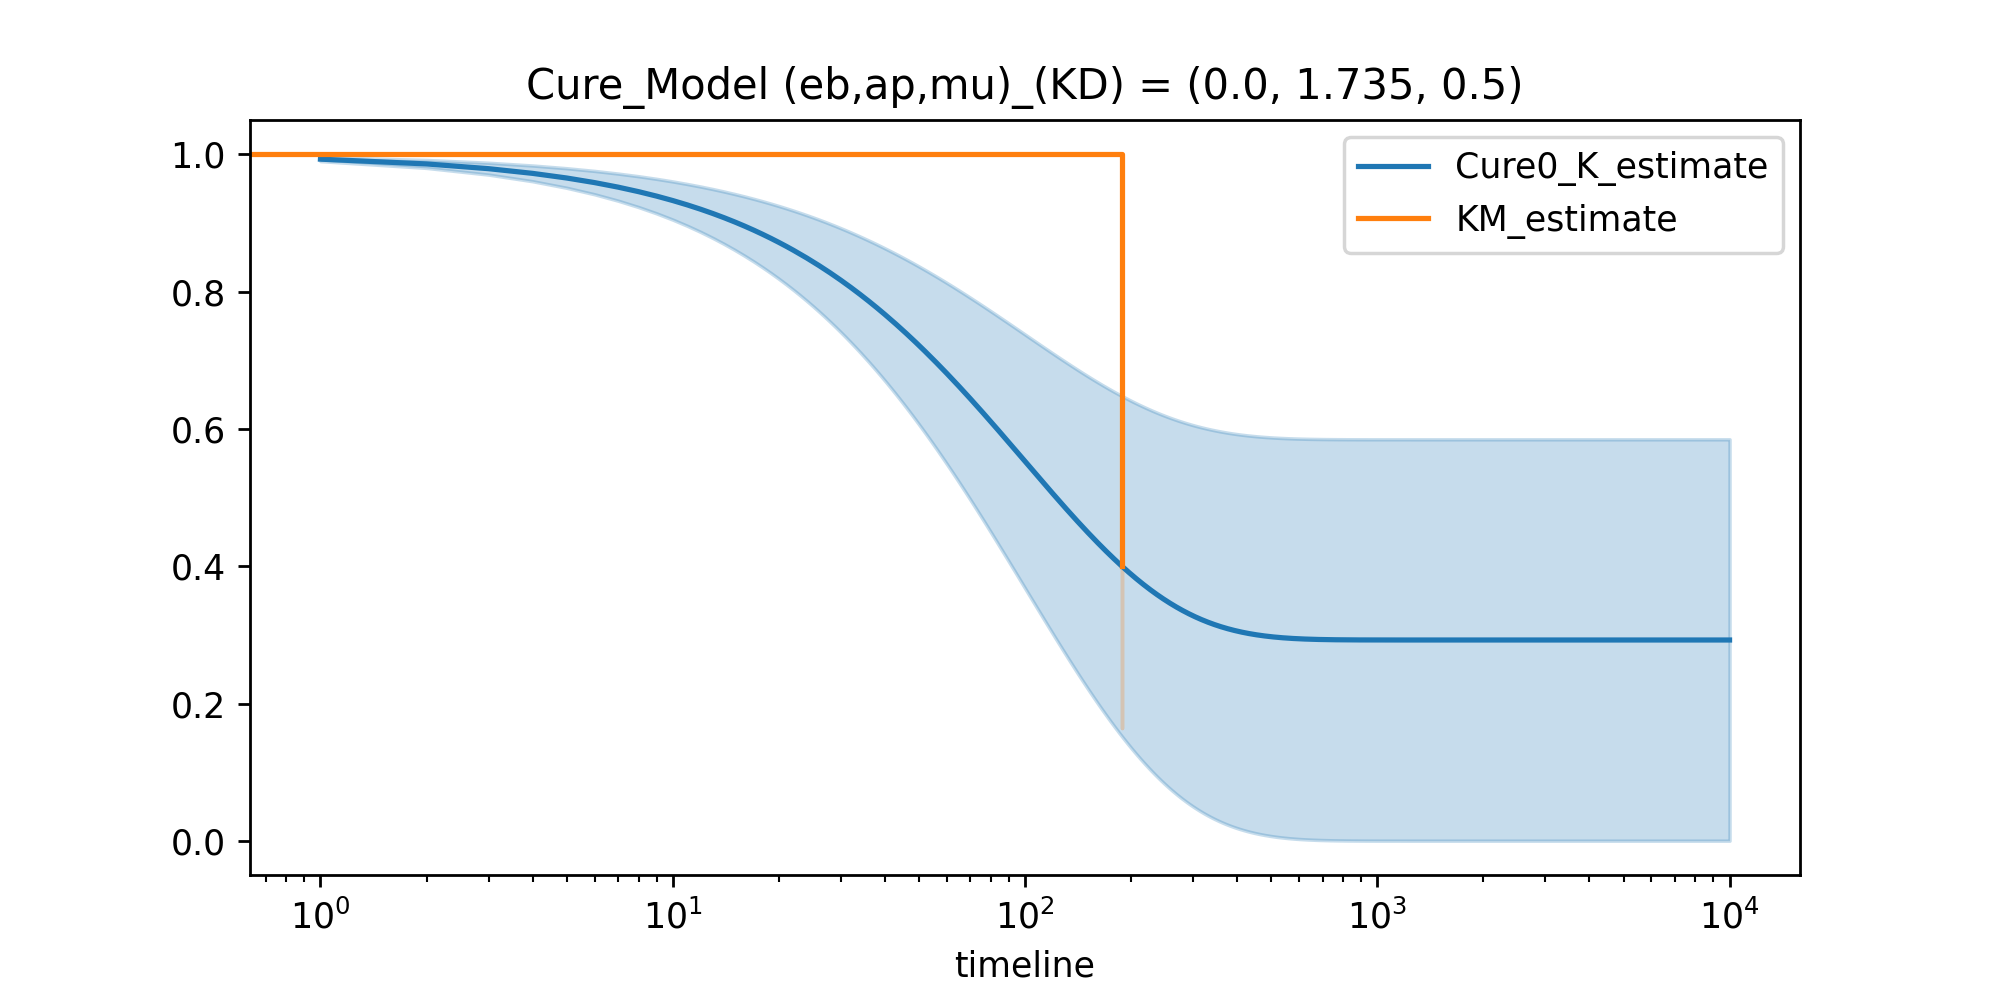 Cure_Model (eb,ap,mu)_(KD) = (0.0, 1.735, 0.5)
Cure0_K_estimate
KM_estimate
1.0
0.8
0.6
0.4
0.2
0.0
10⁰ 10¹ 10² 10³ 10⁴
timeline